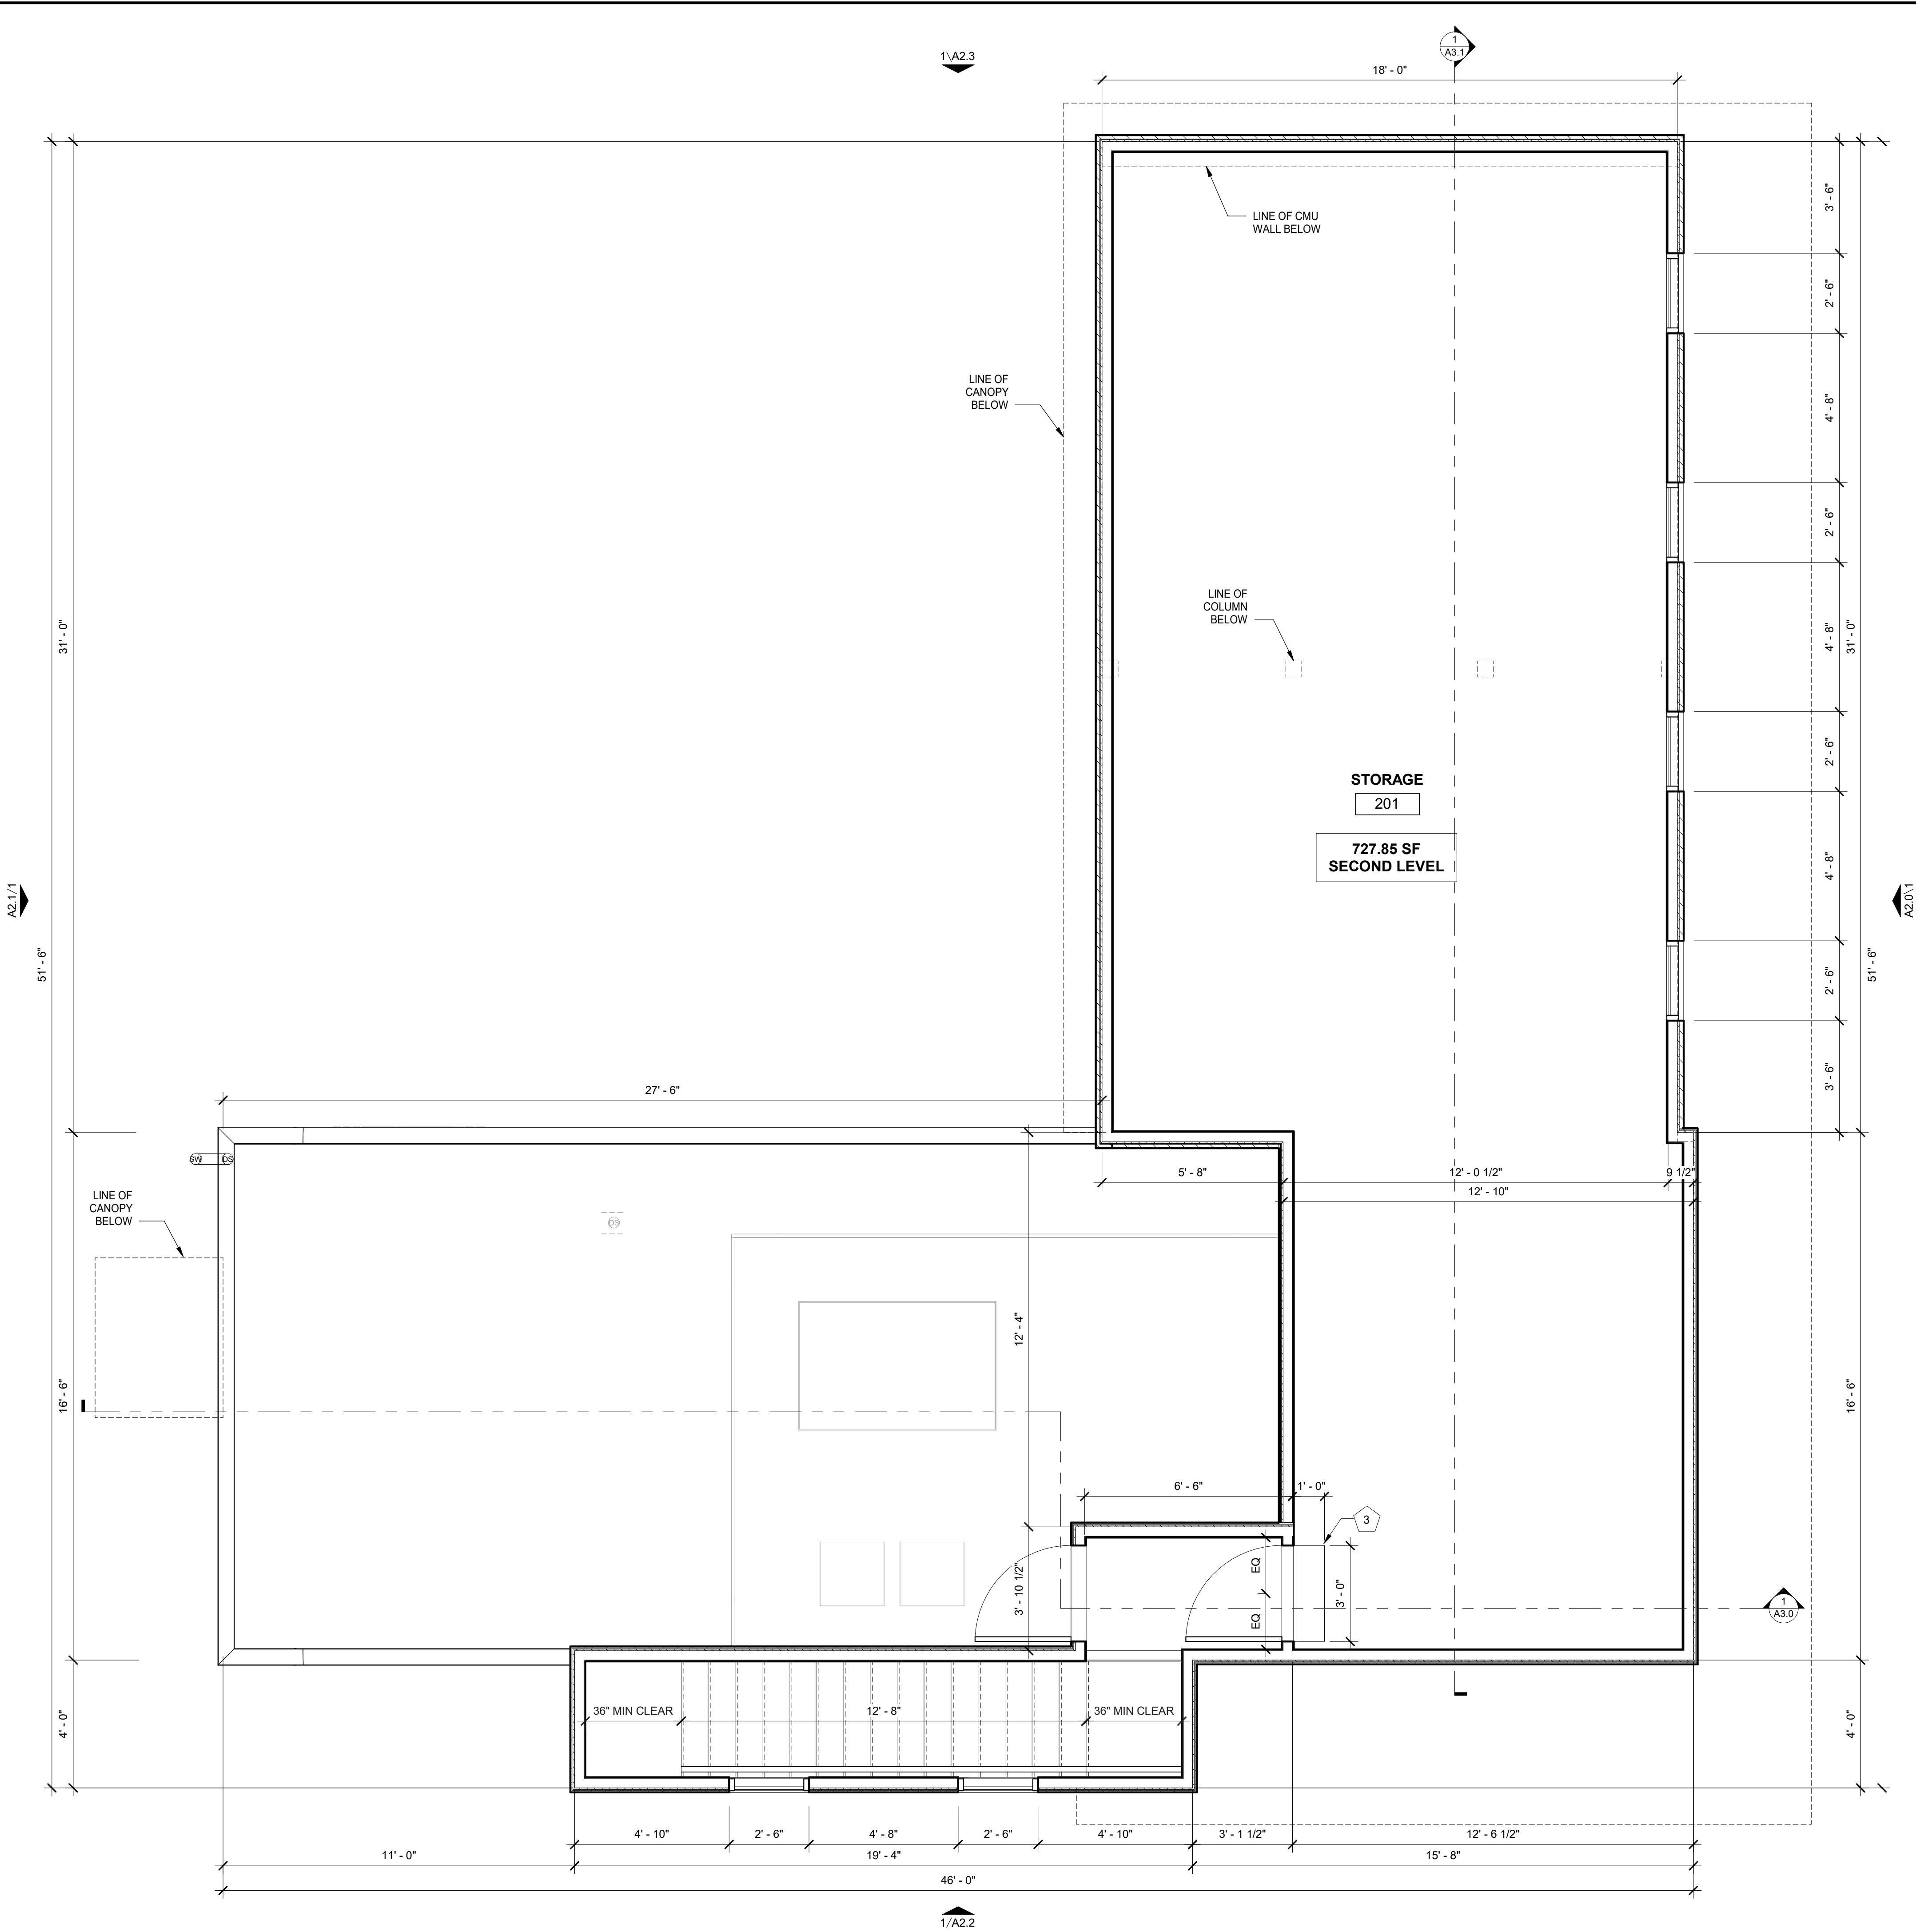 1\A2.3
1
A3.1
18' - 0"
LINE OF CMU
WALL BELOW
3' - 6"
2' - 6"
LINE OF
CANOPY
BELOW
4' - 8"
2' - 6"
LINE OF
COLUMN
BELOW
31' - 0"
4' - 8"
31' - 0"
2' - 6"
STORAGE
201
727.85 SF
SECOND LEVEL
4' - 8"
A2.1/1
A2.0\1
51' - 6"
51' - 6"
2' - 6"
3' - 6"
27' - 6"
SW
DS
5' - 8"
12' - 0 1/2"
9 1/2"
12' - 10"
LINE OF
CANOPY
BELOW
DS
12' - 4"
16' - 6"
16' - 6"
6' - 6"
1' - 0"
3
EQ
EQ
3' - 10 1/2"
3' - 0"
1
A3.0
36" MIN CLEAR
12' - 8"
36" MIN CLEAR
4' - 0"
4' - 0"
4' - 10"
2' - 6"
4' - 8"
2' - 6"
4' - 10"
3' - 1 1/2"
12' - 6 1/2"
11' - 0"
19' - 4"
15' - 8"
46' - 0"
1/A2.2